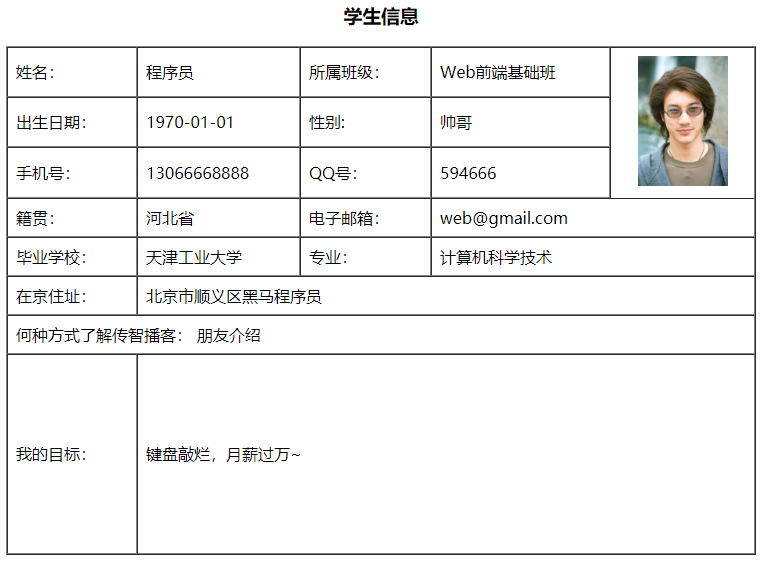 学生信息
姓名： 程序员 所属班级： Web前端基础班
出生日期： 1970-01-01 性别: 帅哥
手机号： 13066668888 QQ号： 594666
籍贯： 河北省 电子邮箱： web@gmail.com
毕业学校： 天津工业大学 专业： 计算机科学技术
在京住址： 北京市顺义区黑马程序员
何种方式了解传智播客： 朋友介绍
我的目标： 键盘敲烂，月薪过万~